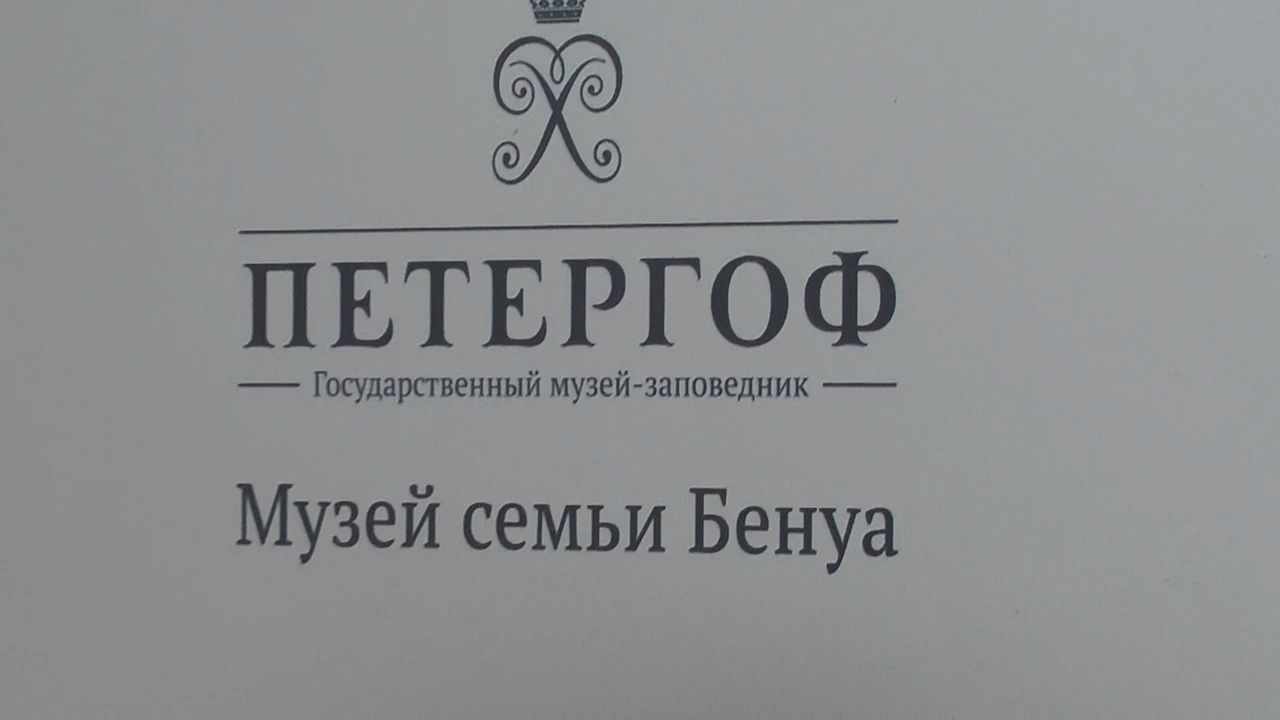 ПЕТЕРГОФ
Государственный музей-заповедник
Музей семьи Бенуа